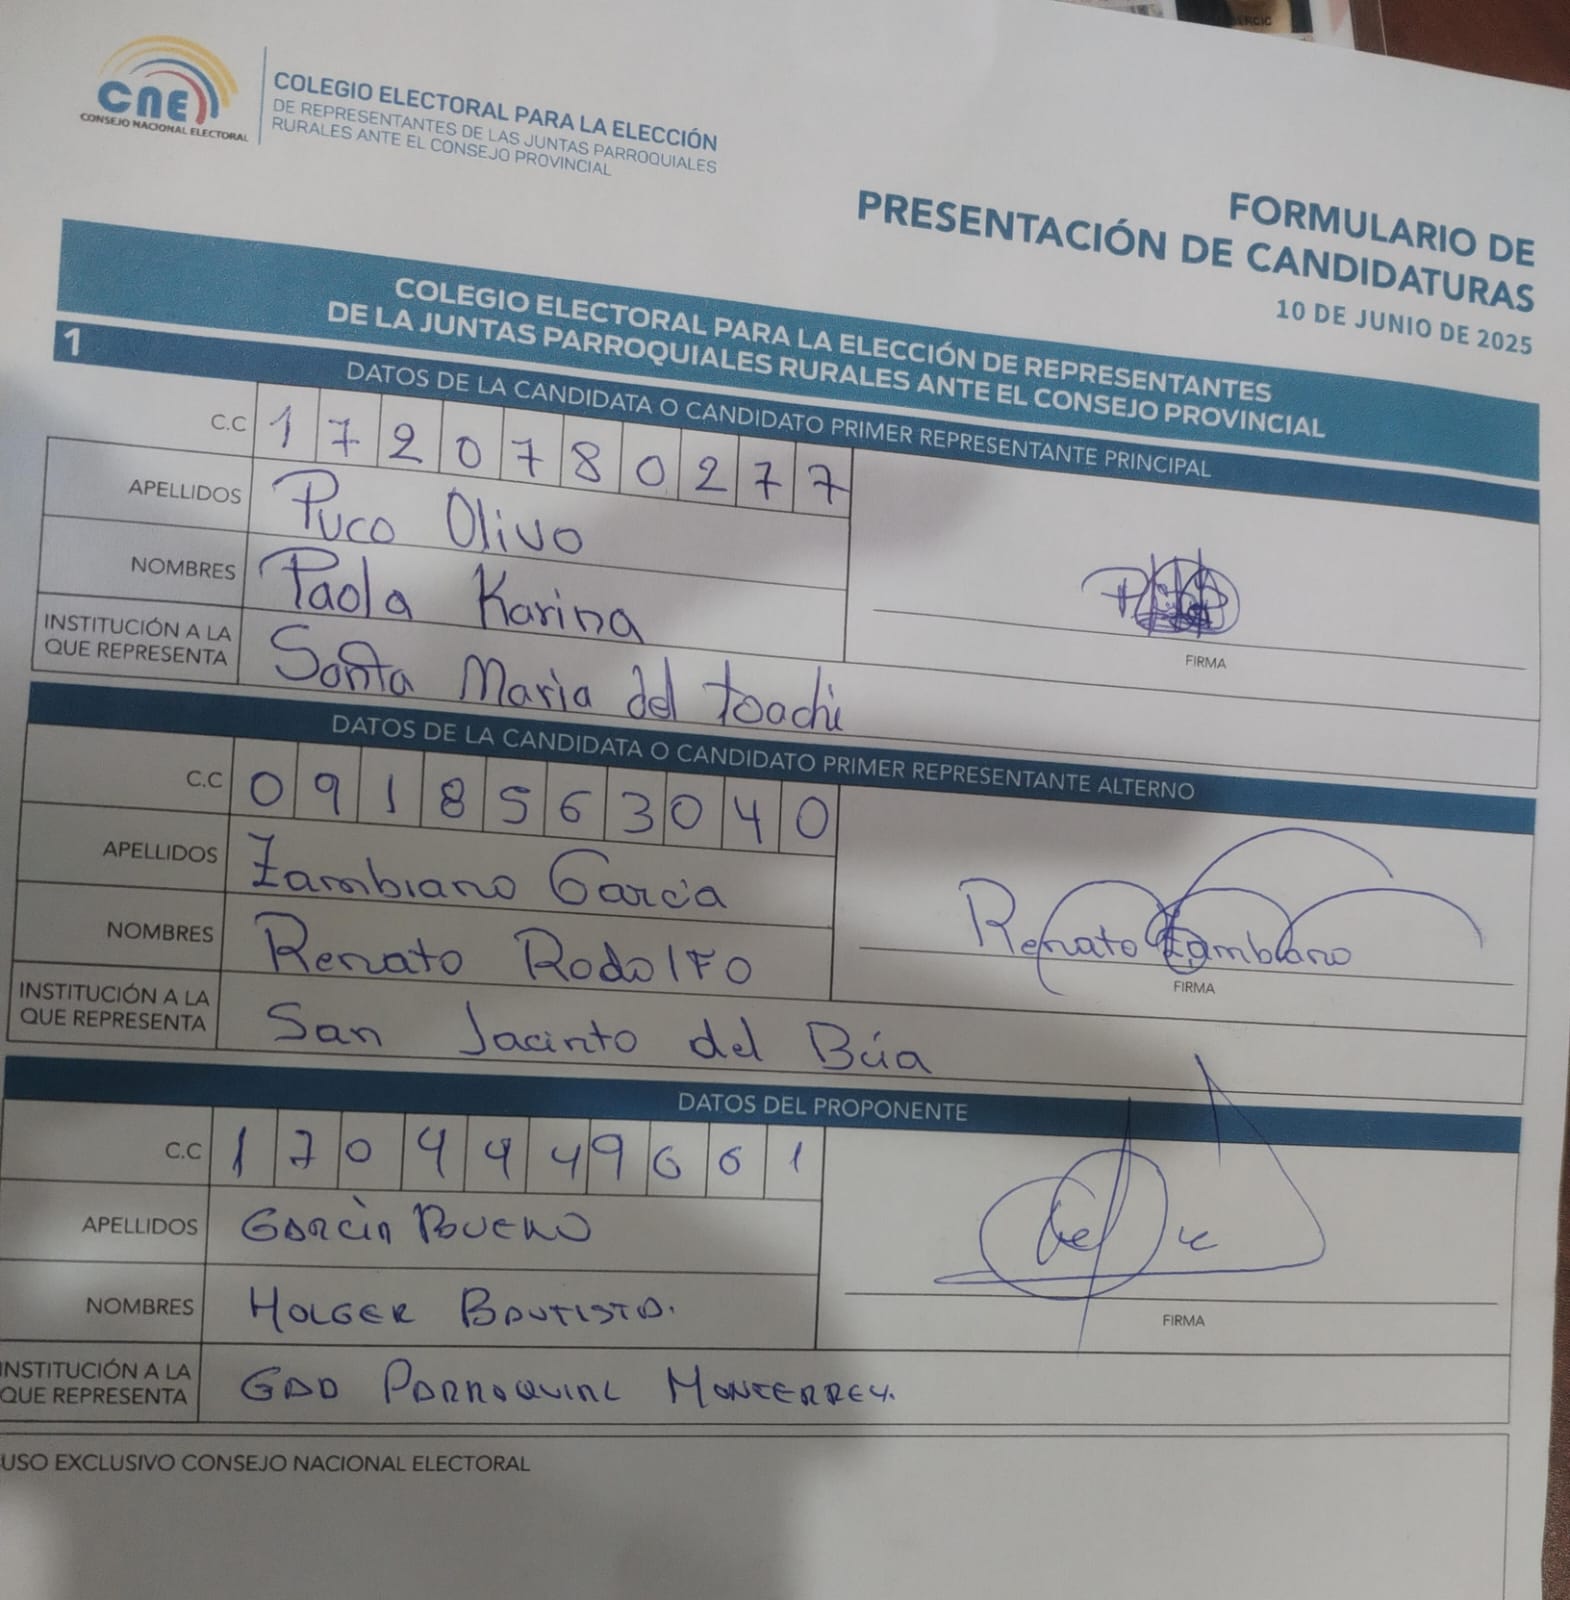 CNE
CONSEJO NACIONAL ELECTORAL
COLEGIO ELECTORAL PARA LA ELECCIÓN
DE REPRESENTANTES DE LAS JUNTAS PARROQUIALES
RURALES ANTE EL CONSEJO PROVINCIAL
FORMULARIO DE
PRESENTACIÓN DE CANDIDATURAS
10 DE JUNIO DE 2025
COLEGIO ELECTORAL PARA LA ELECCIÓN DE REPRESENTANTES
DE LA JUNTAS PARROQUIALES RURALES ANTE EL CONSEJO PROVINCIAL
1
DATOS DE LA CANDIDATA O CANDIDATO PRIMER REPRESENTANTE PRINCIPAL
C.C 1720780277
APELLIDOS Puco Olivo
NOMBRES Paola Karina
INSTITUCIÓN A LA
QUE REPRESENTA Santa Maria del toachi
FIRMA
DATOS DE LA CANDIDATA O CANDIDATO PRIMER REPRESENTANTE ALTERNO
C.C 0918563040
APELLIDOS Zambrano García
NOMBRES Renato RodolFo
INSTITUCIÓN A LA
QUE REPRESENTA San Jacinto del Búa
Renato Zambrano
FIRMA
DATOS DEL PROPONENTE
C.C 1704449661
APELLIDOS GARCÍA
NOMBRES HOLGER BAUTISTA.
INSTITUCIÓN A LA
QUE REPRESENTA GAD PARROQUIAL MONTERREY.
FIRMA
USO EXCLUSIVO CONSEJO NACIONAL ELECTORAL